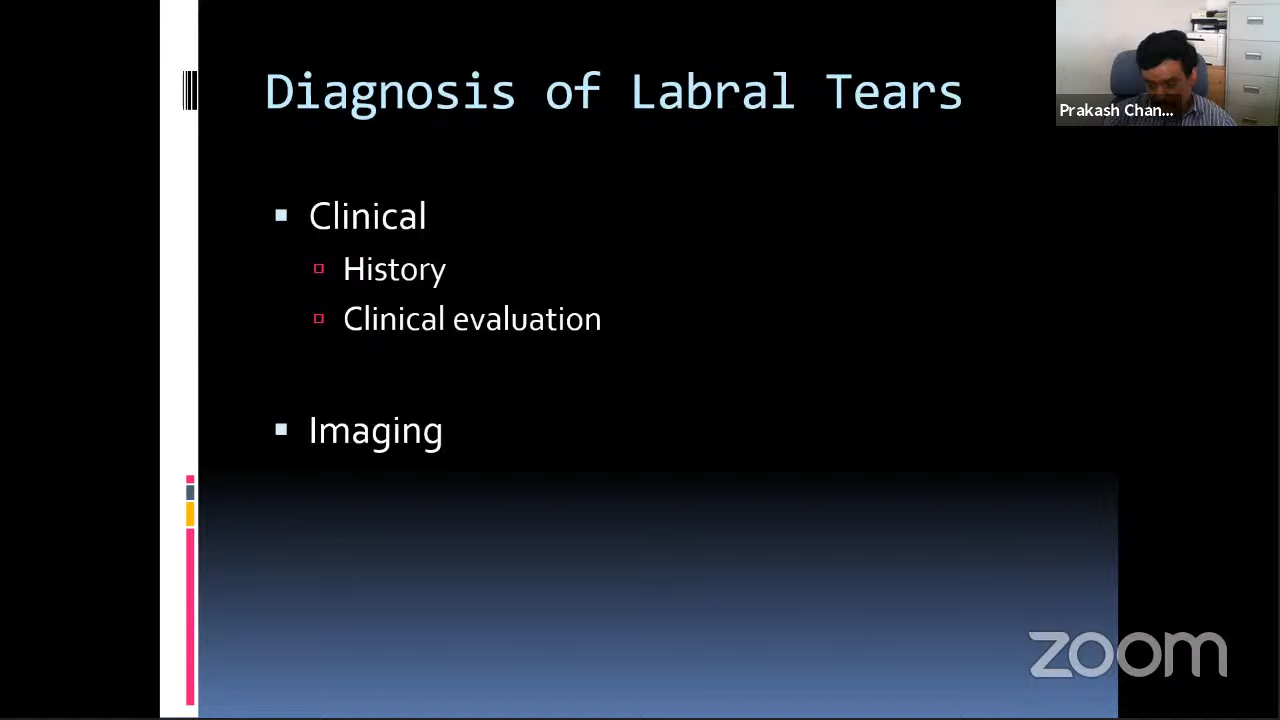 Diagnosis of Labral Tears
Prakash Chan...
Clinical
History
Clinical evaluation
Imaging
zoom